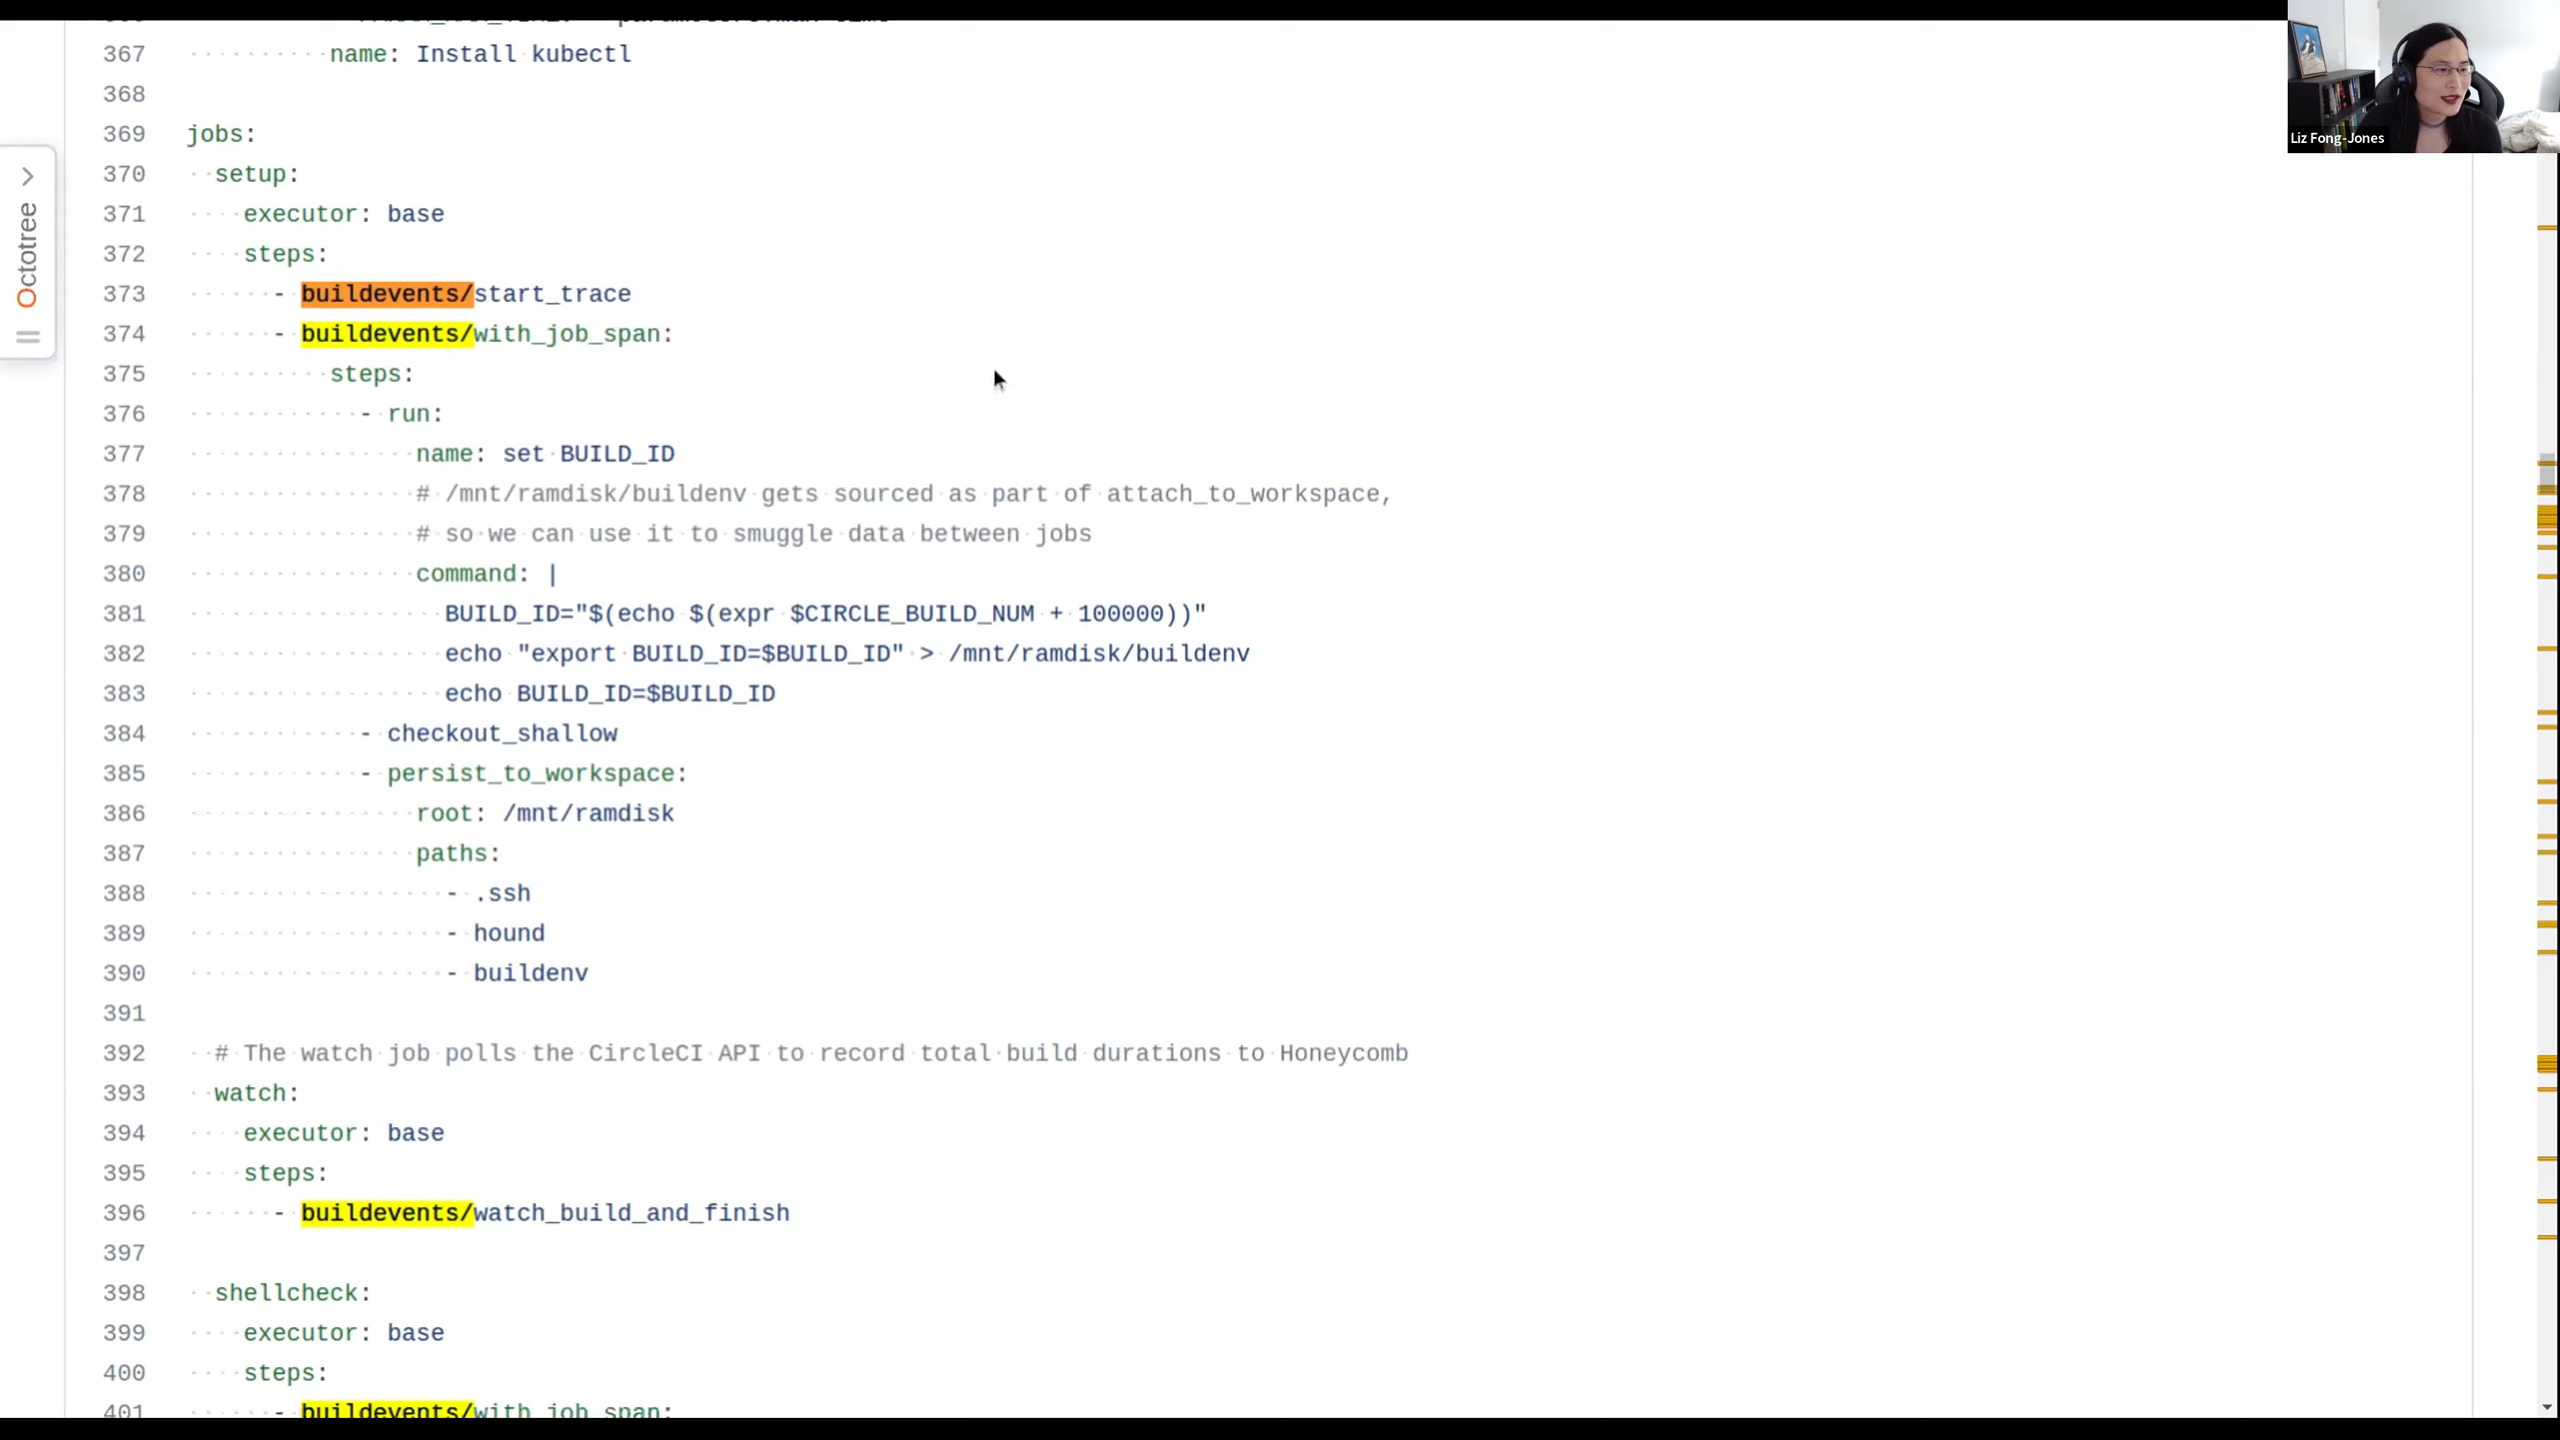 367 name: Install kubectl
368
369 jobs:
370 setup:
371 executor: base
372 steps:
373 - buildevents/start_trace
374 - buildevents/with_job_span:
375 steps:
376 - run:
377 name: set BUILD_ID
378 # /mnt/ramdisk/buildenv gets sourced as part of attach_to_workspace,
379 # so we can use it to smuggle data between jobs
380 command: |
381 BUILD_ID="$(echo $(expr $CIRCLE_BUILD_NUM + 100000))"
382 echo "export BUILD_ID=$BUILD_ID" > /mnt/ramdisk/buildenv
383 echo BUILD_ID=$BUILD_ID
384 - checkout_shallow
385 - persist_to_workspace:
386 root: /mnt/ramdisk
387 paths:
388 - .ssh
389 - hound
390 - buildenv
391
392 # The watch job polls the CircleCI API to record total build durations to Honeycomb
393 watch:
394 executor: base
395 steps:
396 - buildevents/watch_build_and_finish
397
398 shellcheck:
399 executor: base
400 steps:
401 - buildevents/with_job_span:
Octotree
Liz Fong-Jones